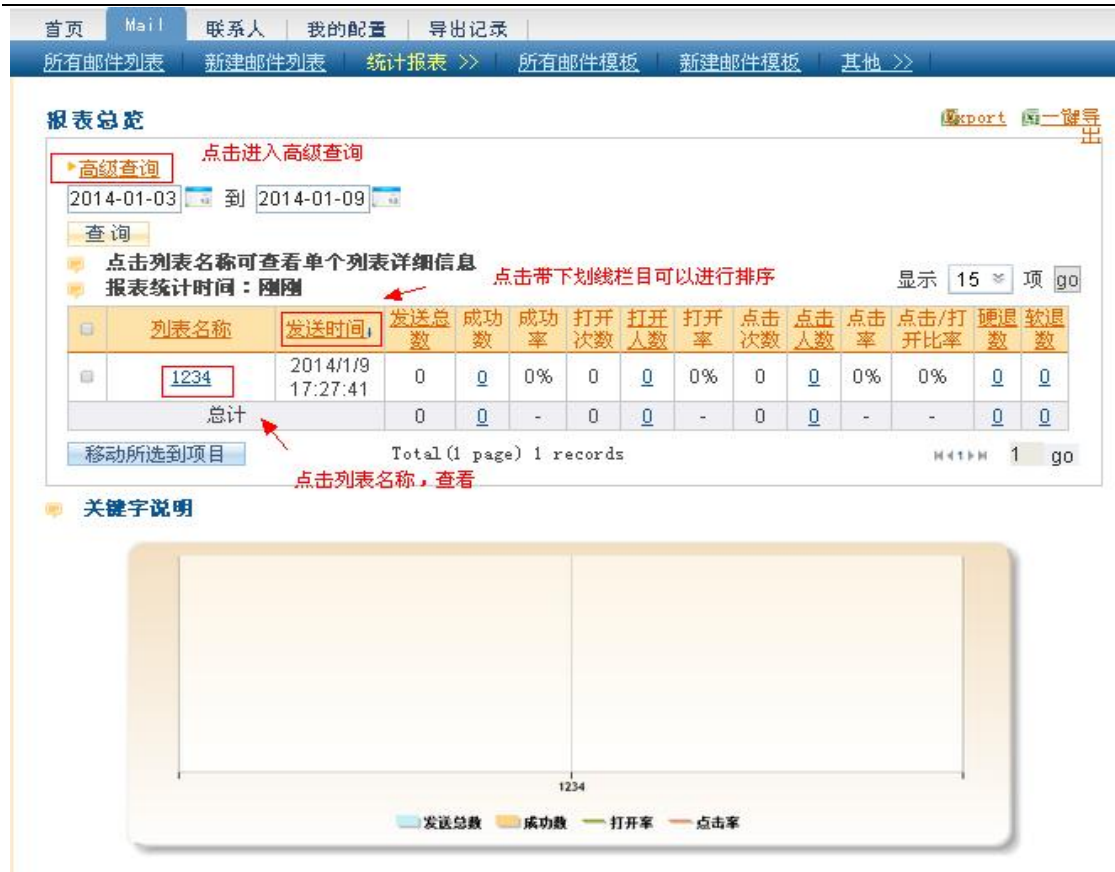 首页 Mail 联系人 我的配置 导出记录
所有邮件列表 新建邮件列表 统计报表 >> 所有邮件模版 新建邮件模版 其他 >>
报表总览 Export 一键导出
高级查询 点击进入高级查询
2014-01-03 到 2014-01-09
查询
点击列表名称可查看单个列表详细信息
报表统计时间：刚刚 点击带下划线栏目可以进行排序 显示 15 项 go
列表名称 发送时间↓ 发送总数 成功数 成功率 打开次数 打开人数 打开率 点击次数 点击人数 点击率 点击/打开比率 硬退数 软退数
1234 2014/1/9 17:27:41 0 0 0% 0 0 0% 0 0 0% 0% 0 0
总计 0 0 - 0 0 - 0 0 - - 0 0
移动所选到项目 Total(1 page) 1 records 1 1 go
点击列表名称，查看
关键字说明
1234
发送总数 成功数 打开率 点击率